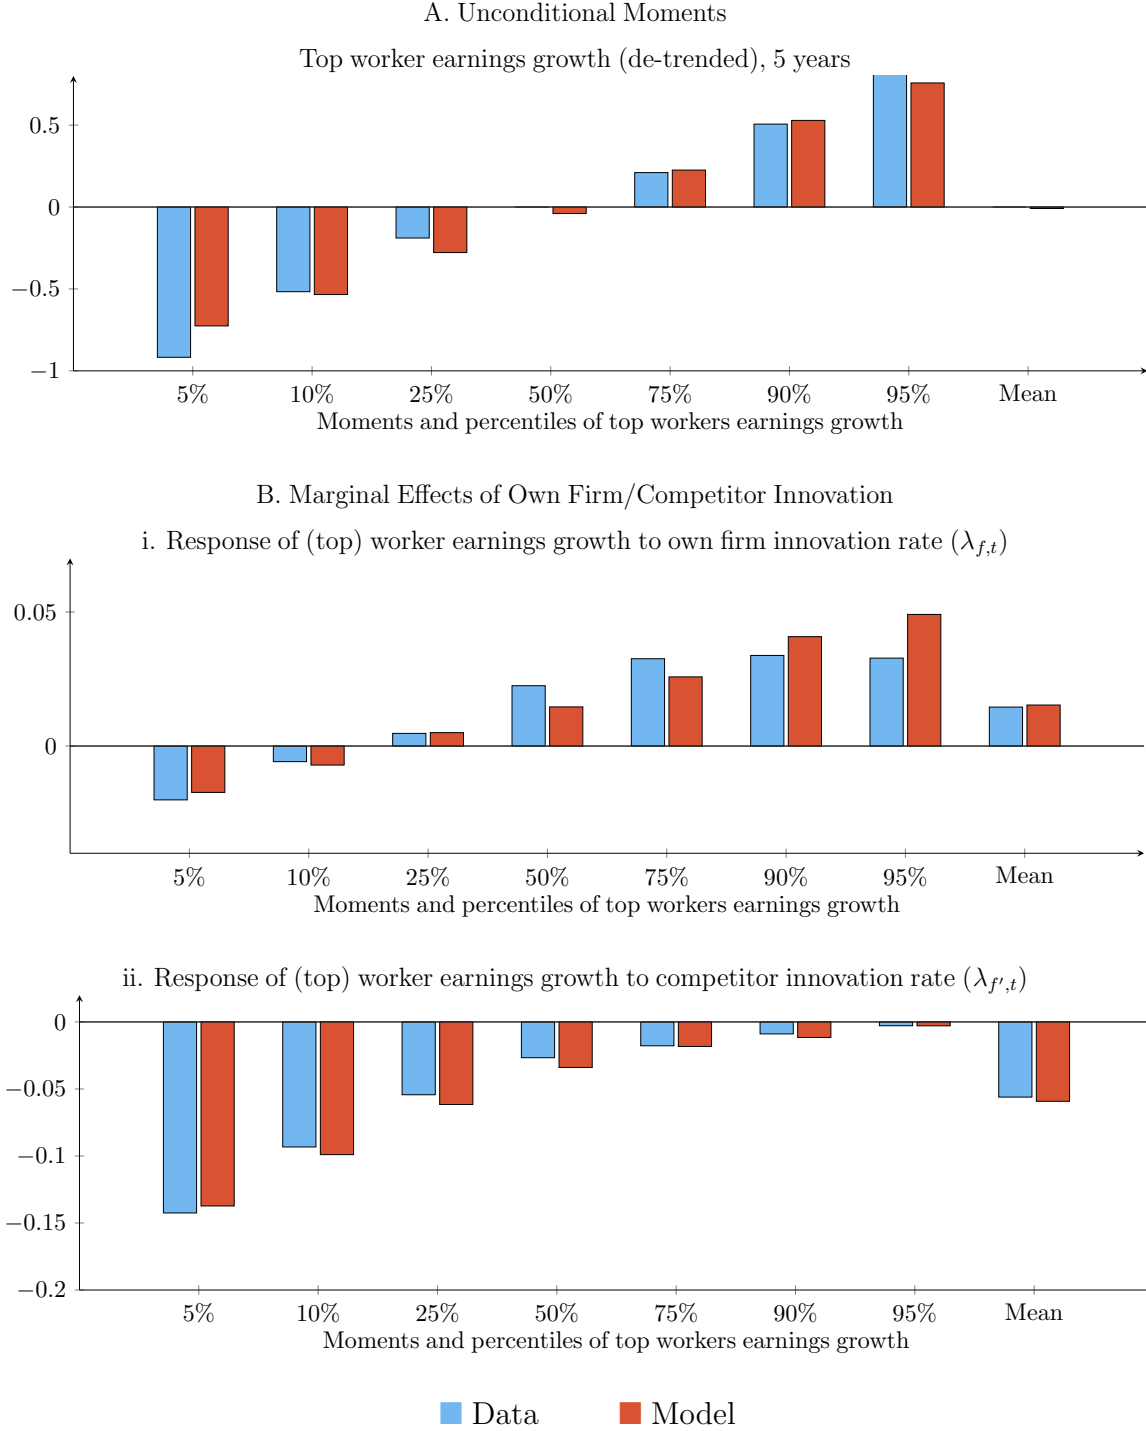 A. Unconditional Moments
Top worker earnings growth (de-trended), 5 years
0.5
0
−0.5
−1
5% 10% 25% 50% 75% 90% 95% Mean
Moments and percentiles of top workers earnings growth
B. Marginal Effects of Own Firm/Competitor Innovation
i. Response of (top) worker earnings growth to own firm innovation rate (λ_{f,t})
0.05
0
5% 10% 25% 50% 75% 90% 95% Mean
Moments and percentiles of top workers earnings growth
ii. Response of (top) worker earnings growth to competitor innovation rate (λ_{f′,t})
0
−0.05
−0.1
−0.15
−0.2
5% 10% 25% 50% 75% 90% 95% Mean
Moments and percentiles of top workers earnings growth
Data Model